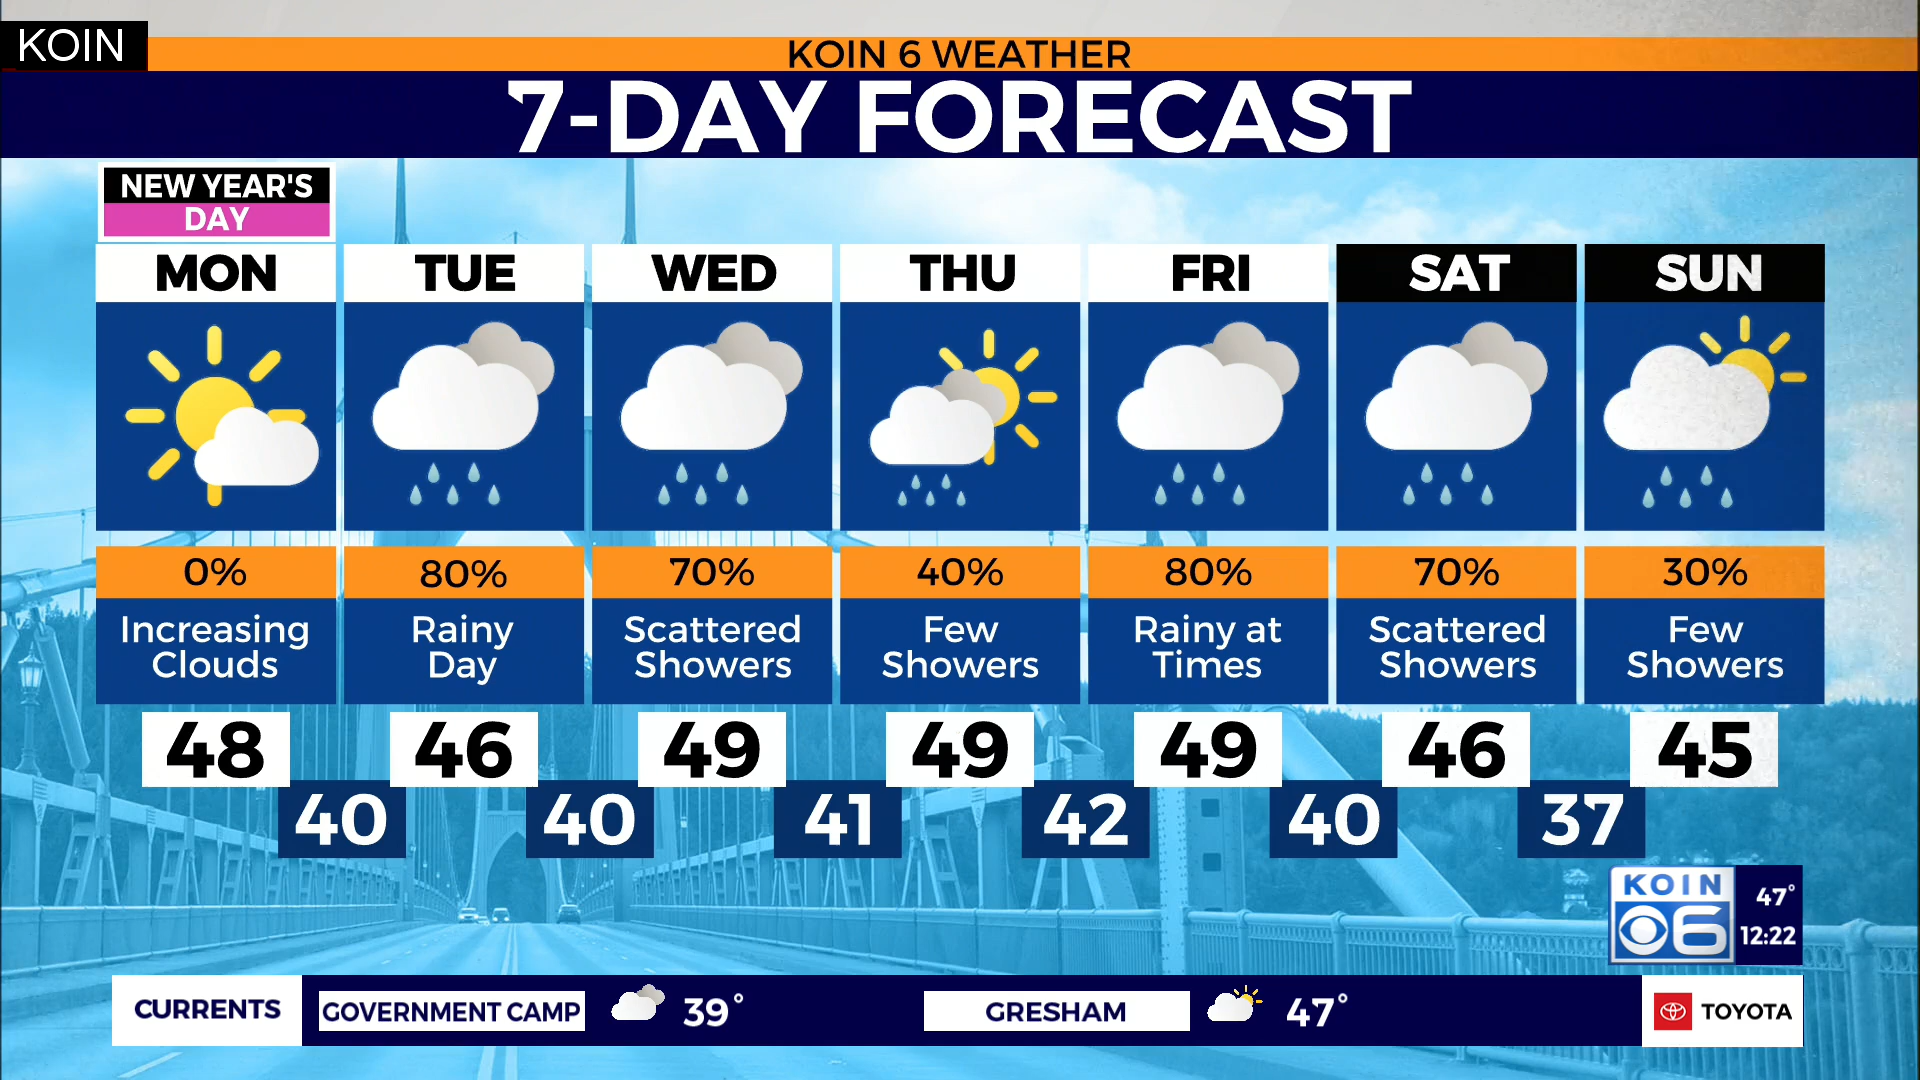 KOIN
KOIN 6 WEATHER
7-DAY FORECAST
NEW YEAR'S
DAY
MON
TUE
WED
THU
FRI
SAT
SUN
0%
80%
70%
40%
80%
70%
30%
Increasing
Clouds
Rainy
Day
Scattered
Showers
Few
Showers
Rainy at
Times
Scattered
Showers
Few
Showers
48
46
49
49
49
46
45
40
40
41
42
40
37
KOIN
6
47°
12:22
CURRENTS
GOVERNMENT CAMP
39°
GRESHAM
47°
TOYOTA